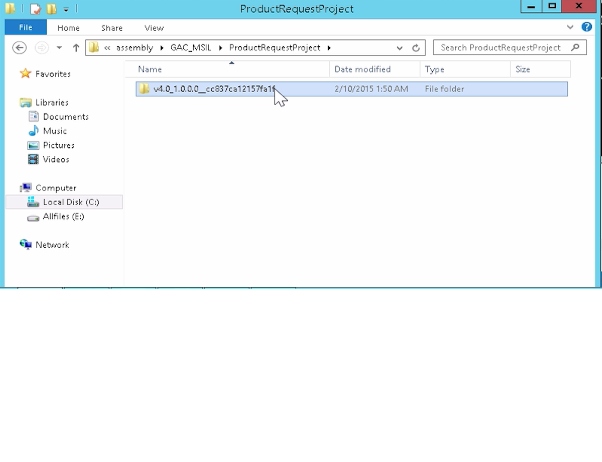 ProductRequestProject
File Home Share View
« assembly GAC_MSIL ProductRequestProject Search ProductRequestProject
Name Date modified Type Size
v4.0_1.0.0.0__cc837ca12157fa1f 2/10/2015 1:50 AM File folder
Favorites
Libraries
Documents
Music
Pictures
Videos
Computer
Local Disk (C:)
Allfiles (E:)
Network